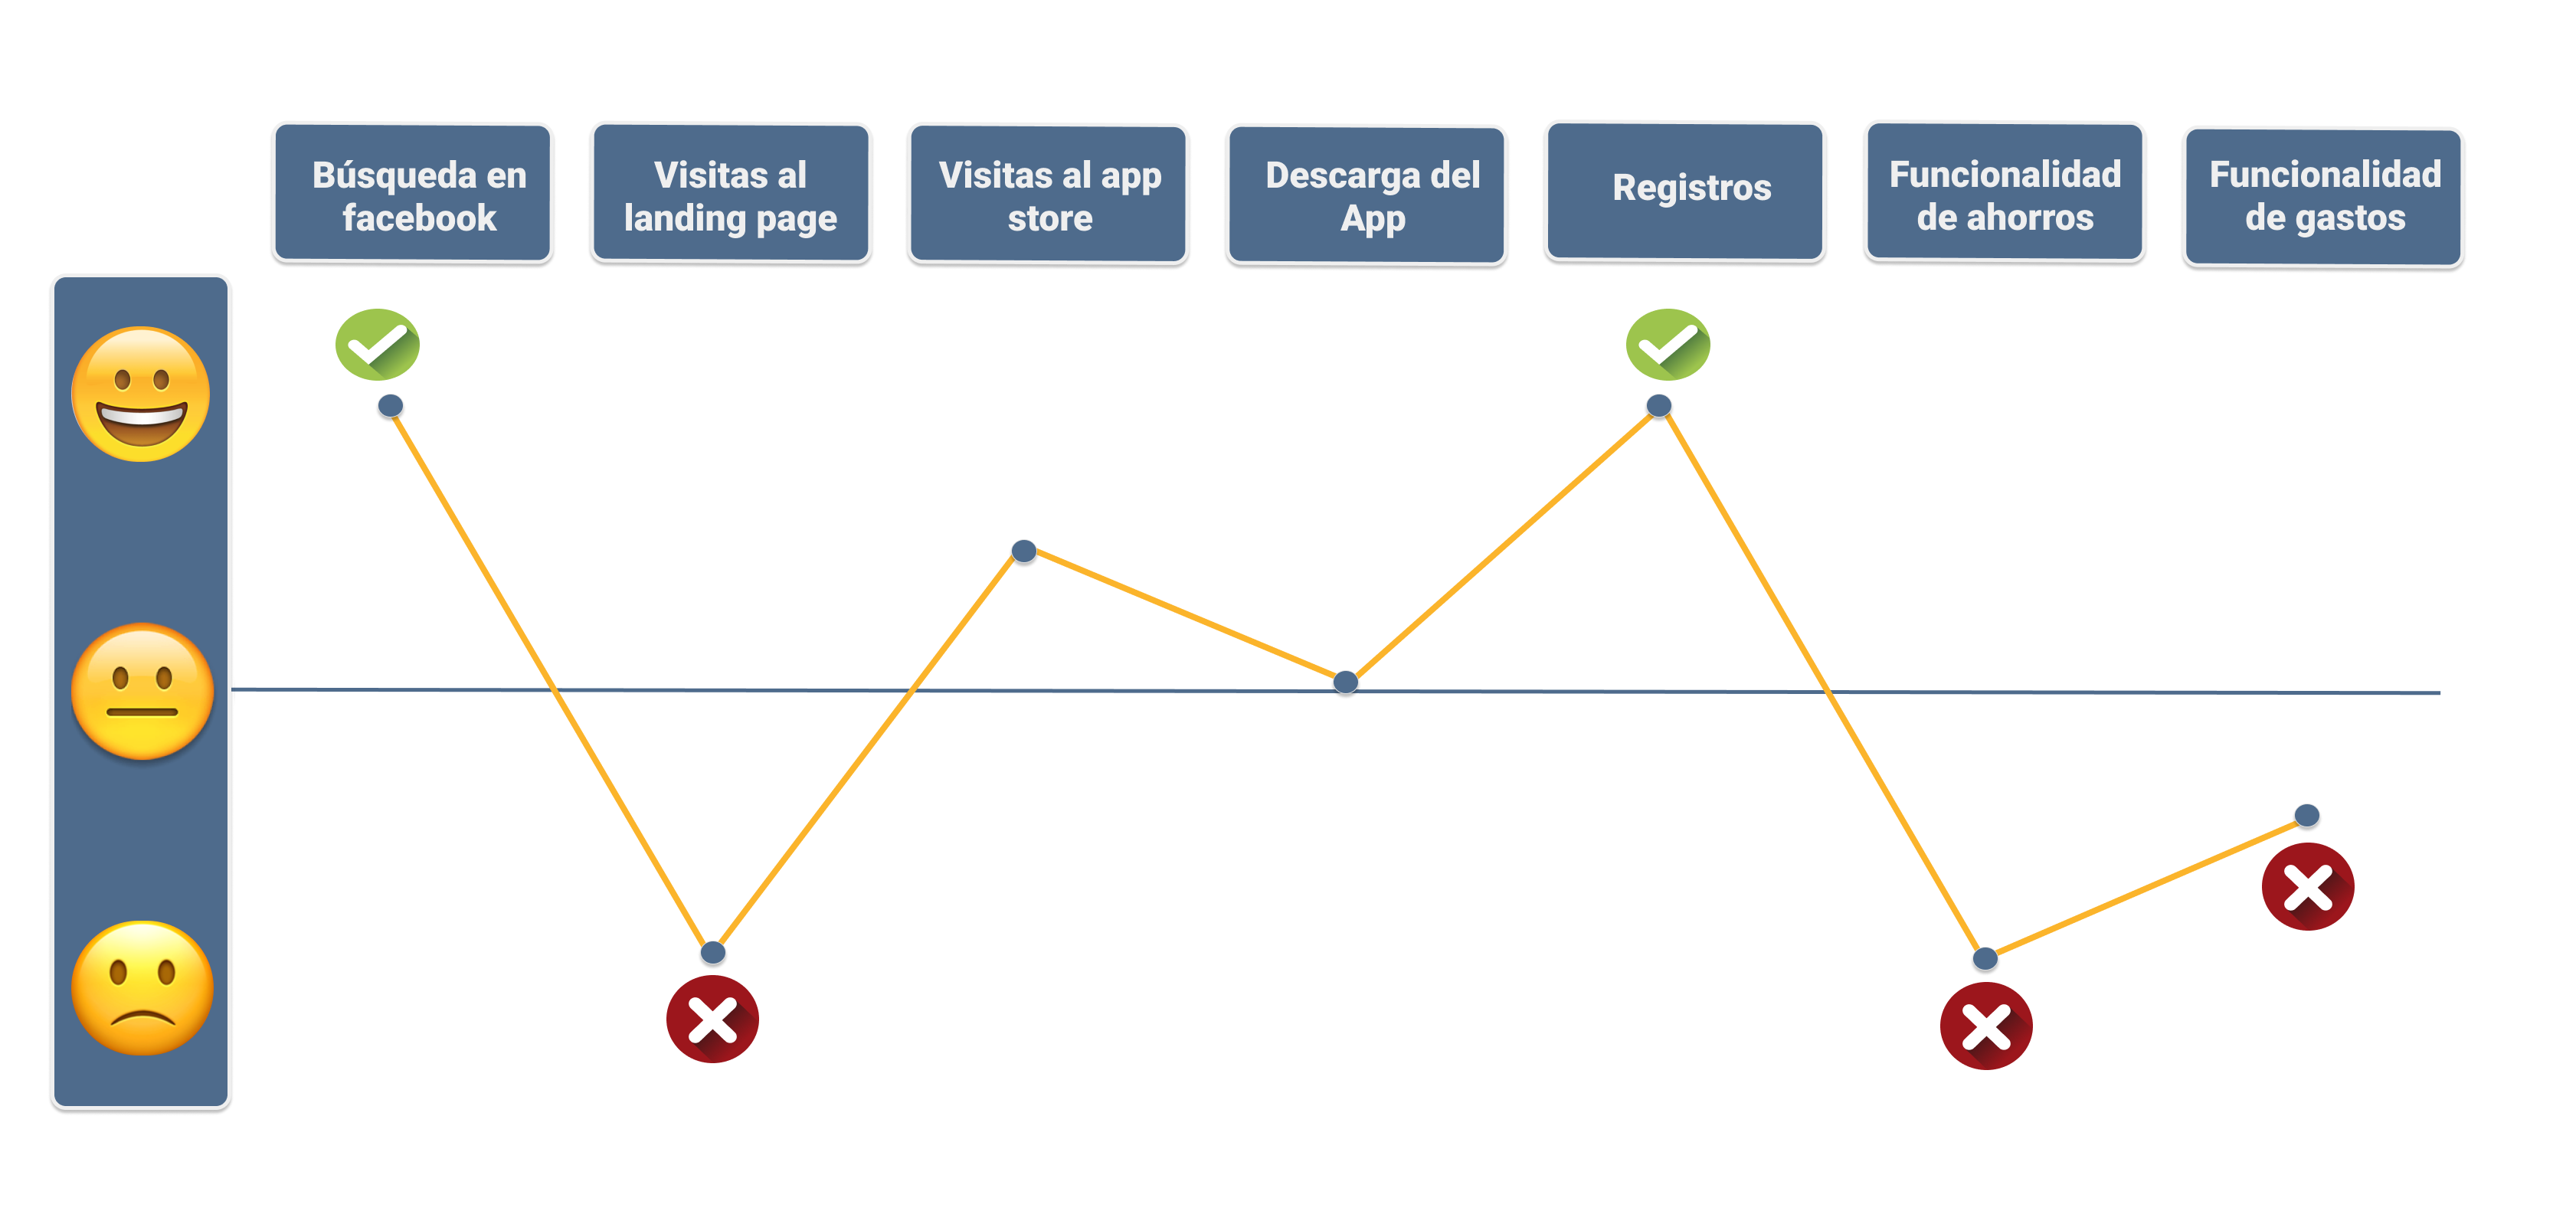 Búsqueda en
facebook
Visitas al
landing page
Visitas al app
store
Descarga del
App
Registros
Funcionalidad
de ahorros
Funcionalidad
de gastos